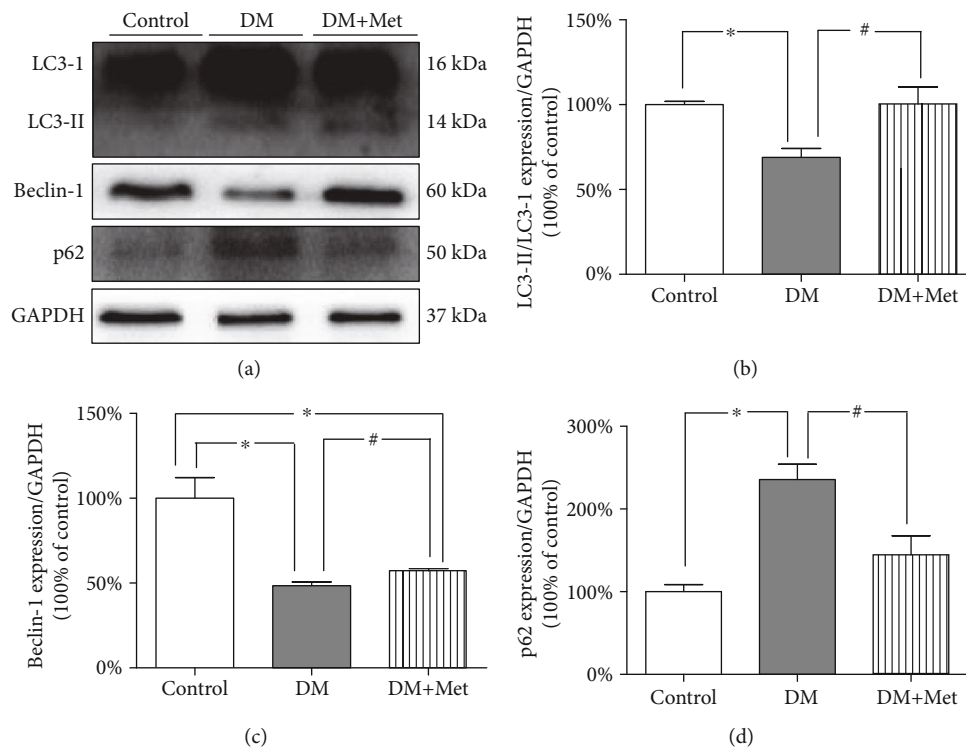 Control DM DM+Met
LC3-1 16 kDa
LC3-II 14 kDa
Beclin-1 60 kDa
p62 50 kDa
GAPDH 37 kDa
(a)
LC3-II/LC3-1 expression/GAPDH
(100% of control)
150%
100%
50%
0%
* #
Control DM DM+Met
(b)
Beclin-1 expression/GAPDH
(100% of control)
150%
100%
50%
0%
*
* #
Control DM DM+Met
(c)
p62 expression/GAPDH
(100% of control)
300%
200%
100%
0%
* #
Control DM DM+Met
(d)